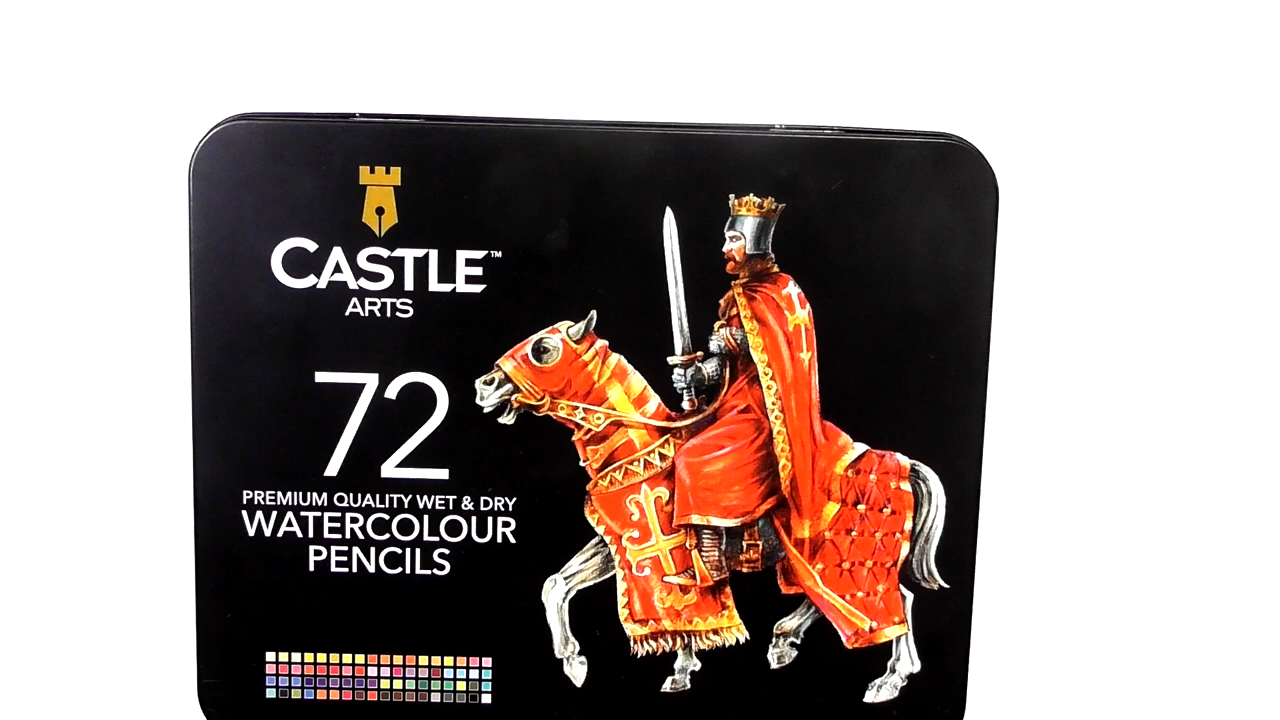 CASTLE™
ARTS
72
PREMIUM QUALITY WET & DRY
WATERCOLOUR
PENCILS